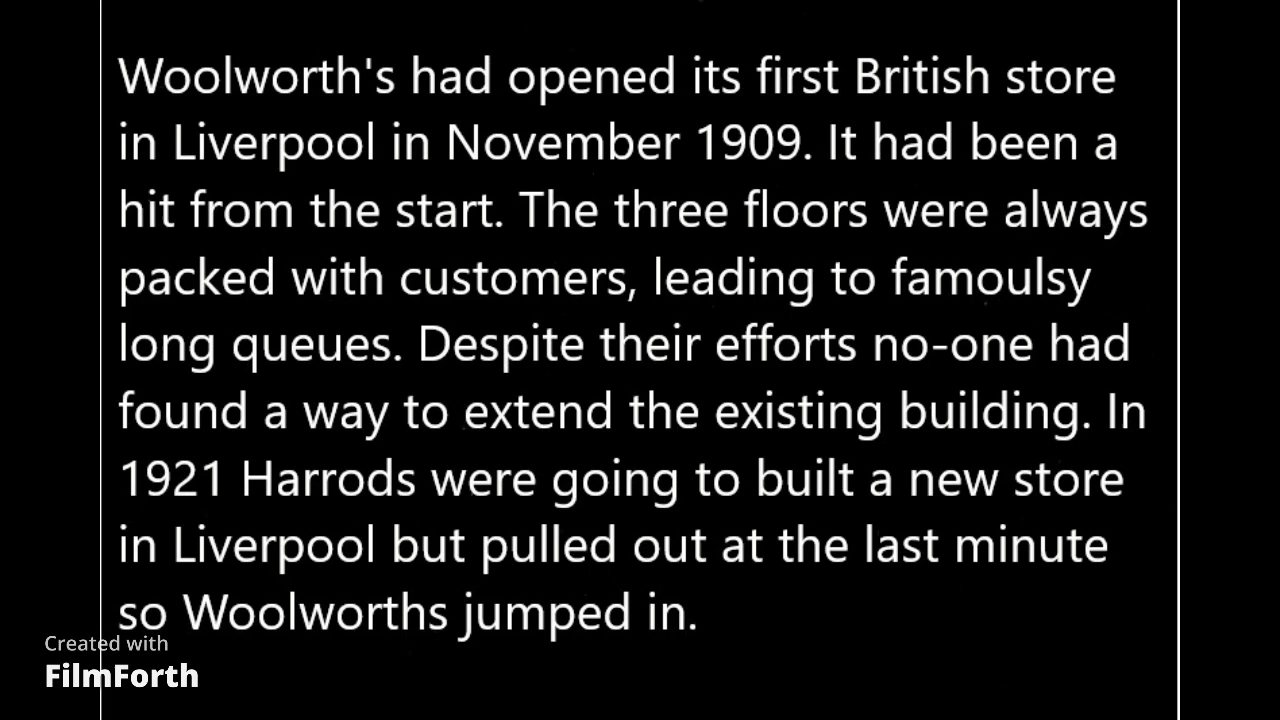 Woolworth's had opened its first British store
in Liverpool in November 1909. It had been a
hit from the start. The three floors were always
packed with customers, leading to famoulsy
long queues. Despite their efforts no-one had
found a way to extend the existing building. In
1921 Harrods were going to built a new store
in Liverpool but pulled out at the last minute
so Woolworths jumped in.
Created with
FilmForth